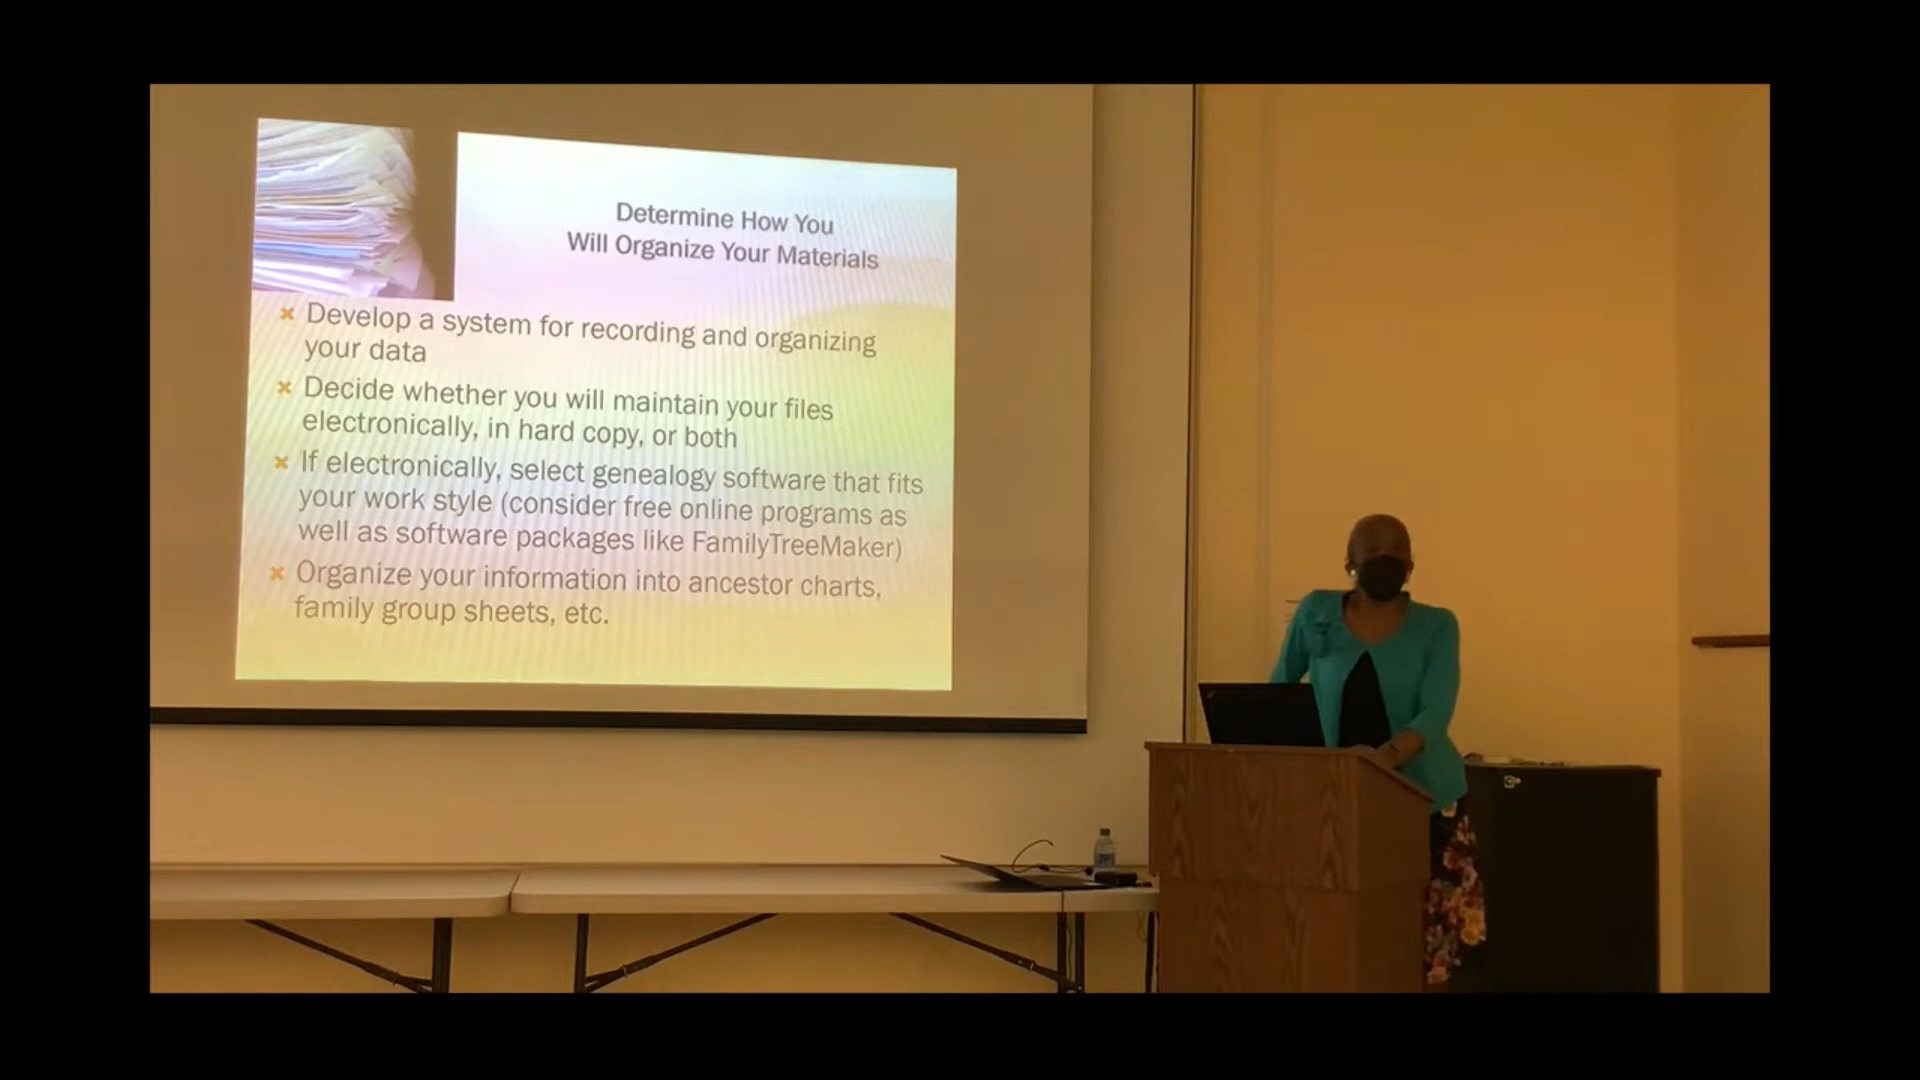 Determine How You
Will Organize Your Materials
Develop a system for recording and organizing
your data
Decide whether you will maintain your files
electronically, in hard copy, or both
If electronically, select genealogy software that fits
your work style (consider free online programs as
well as software packages like FamilyTreeMaker)
Organize your information into ancestor charts,
family group sheets, etc.